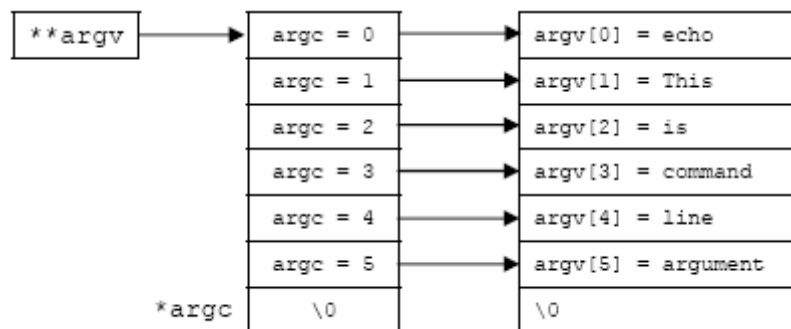 **argv argc = 0 argv[0] = echo
argc = 1 argv[1] = This
argc = 2 argv[2] = is
argc = 3 argv[3] = command
argc = 4 argv[4] = line
argc = 5 argv[5] = argument
*argc \0 \0